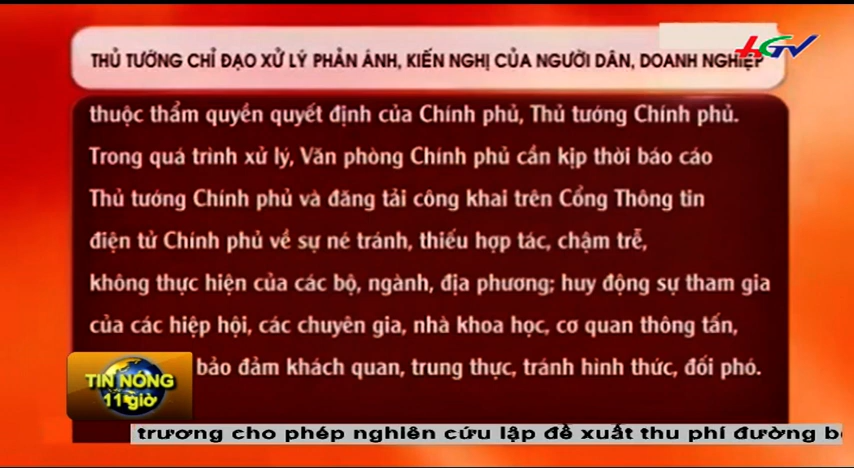 HGTV
THỦ TƯỚNG CHỈ ĐẠO XỬ LÝ PHẢN ÁNH, KIẾN NGHỊ CỦA NGƯỜI DÂN, DOANH NGHIỆP
thuộc thẩm quyền quyết định của Chính phủ, Thủ tướng Chính phủ.
Trong quá trình xử lý, Văn phòng Chính phủ cần kịp thời báo cáo
Thủ tướng Chính phủ và đăng tải công khai trên Cổng Thông tin
điện tử Chính phủ về sự né tránh, thiếu hợp tác, chậm trễ,
không thực hiện của các bộ, ngành, địa phương; huy động sự tham gia
của các hiệp hội, các chuyên gia, nhà khoa học, cơ quan thông tấn,
bảo đảm khách quan, trung thực, tránh hình thức, đối phó.
TIN NÓNG
11 giờ
trương cho phép nghiên cứu lập đề xuất thu phí đường b